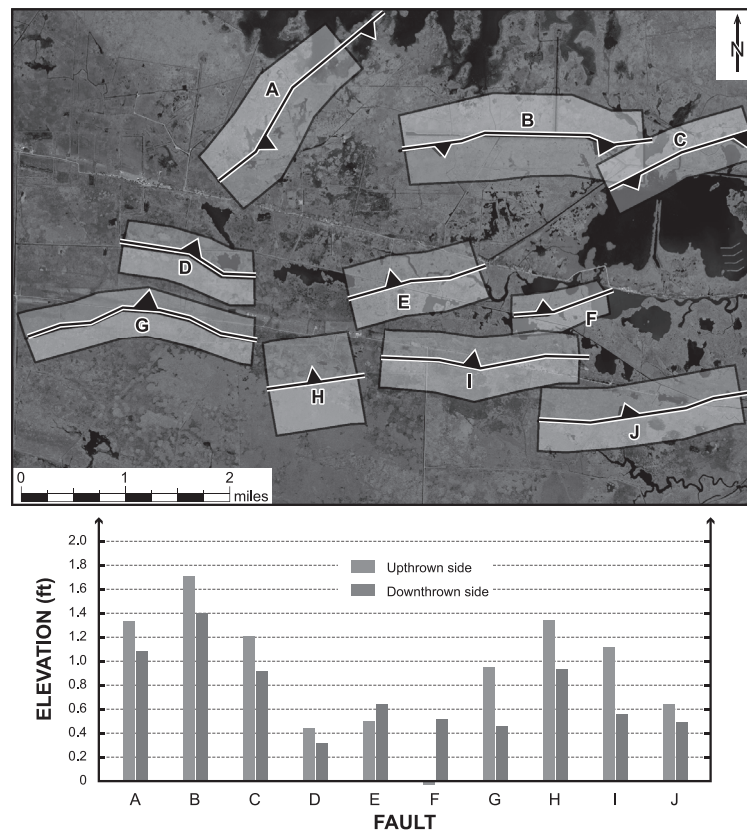 N
A
B
C
D
E
F
G
H
I
J
0 1 2
miles
2.0
1.8
1.6
1.4
1.2
1.0
0.8
0.6
0.4
0.2
0
ELEVATION (ft)
Upthrown side
Downthrown side
A B C D E F G H I J
FAULT